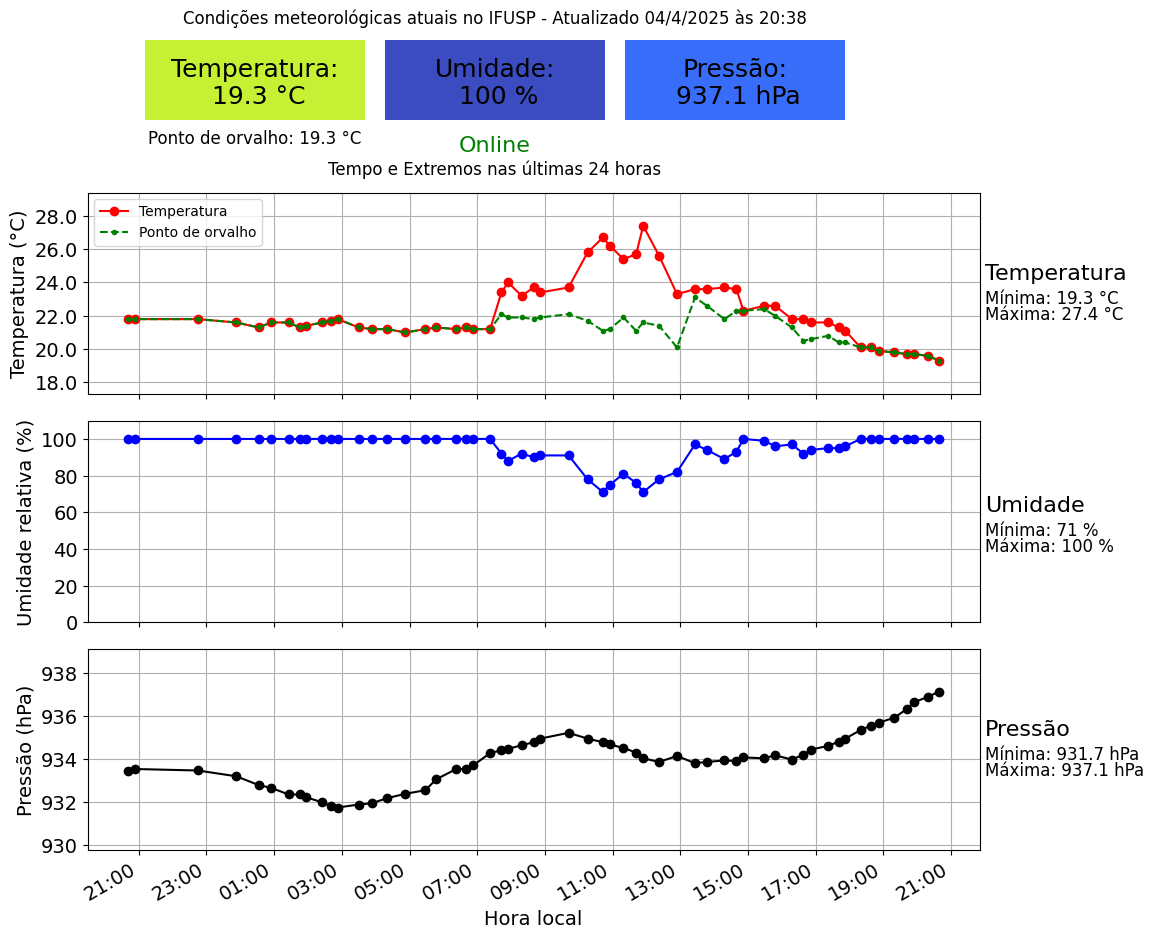 Condições meteorológicas atuais no IFUSP - Atualizado 04/4/2025 às 20:38
Temperatura:
19.3 °C
Umidade:
100 %
Pressão:
937.1 hPa
Ponto de orvalho: 19.3 °C
Online
Tempo e Extremos nas últimas 24 horas
Temperatura (°C)
28.0
26.0
24.0
22.0
20.0
18.0
Temperatura
Ponto de orvalho
Temperatura
Mínima: 19.3 °C
Máxima: 27.4 °C
Umidade relativa (%)
100
80
60
40
20
0
Umidade
Mínima: 71 %
Máxima: 100 %
Pressão (hPa)
938
936
934
932
930
Pressão
Mínima: 931.7 hPa
Máxima: 937.1 hPa
21:00 23:00 01:00 03:00 05:00 07:00 09:00 11:00 13:00 15:00 17:00 19:00 21:00
Hora local